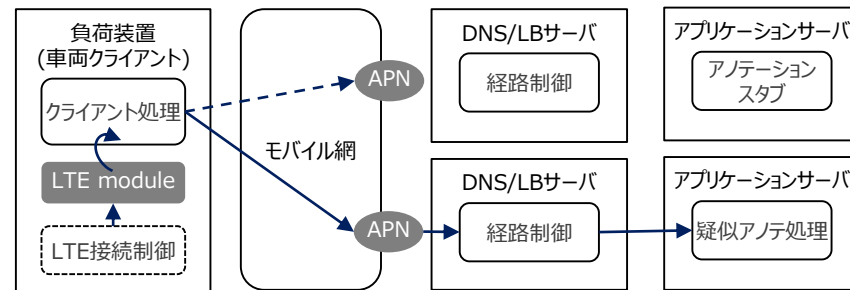 負荷装置
(車両クライアント)
クライアント処理
LTE module
LTE接続制御
モバイル網
APN
APN
DNS/LBサーバ
経路制御
アプリケーションサーバ
アノテーション
スタブ
DNS/LBサーバ
経路制御
アプリケーションサーバ
疑似アノテ処理